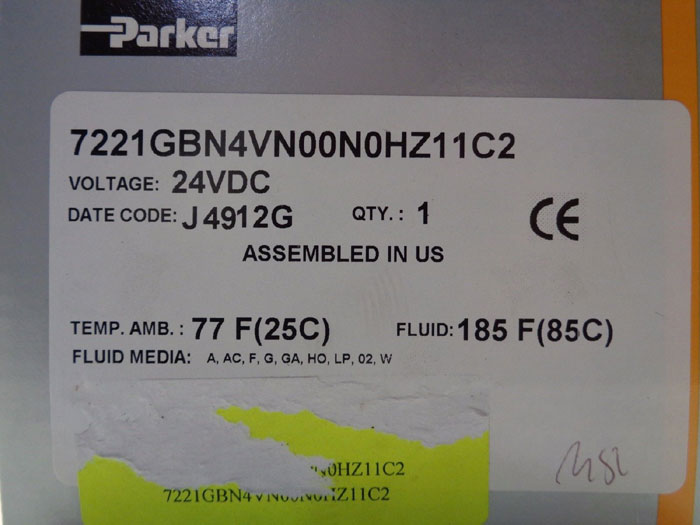 Parker
7221GBN4VN00N0HZ11C2
VOLTAGE: 24VDC
DATE CODE: J4912G QTY.: 1
CE
ASSEMBLED IN US
TEMP. AMB.: 77 F(25C) FLUID: 185 F(85C)
FLUID MEDIA: A, AC, F, G, GA, HO, LP, 02, W
0HZ11C2
7221GBN4VN00N0HZ11C2